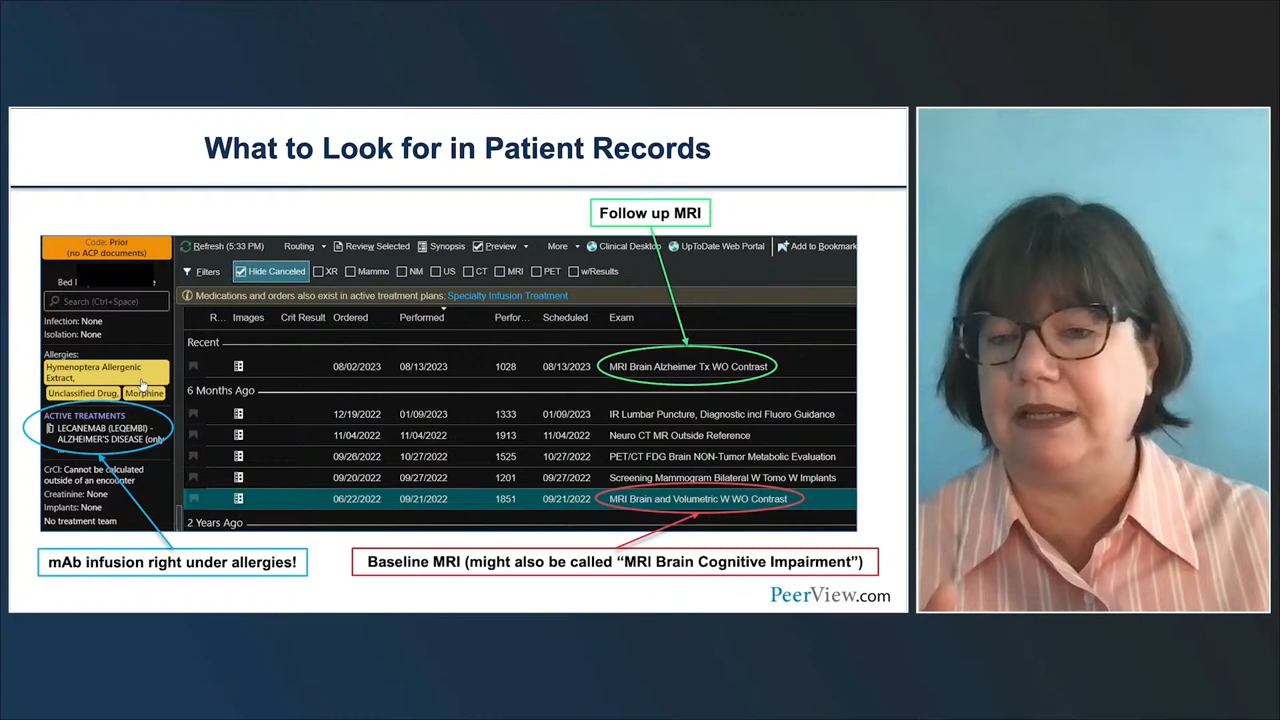 What to Look for in Patient Records
Follow up MRI
Code: Prior
(no ACP documents)
Bed
Search (Ctrl+Space)
Infection: None
Isolation: None
Allergies:
Hymenoptera Allergenic
Extract,
Unclassified Drug, Morphine
ACTIVE TREATMENTS
LECANEMAB (LEQEMBI) -
ALZHEIMER'S DISEASE (only
CrCl: Cannot be calculated
outside of an encounter
Creatinine: None
Implants: None
No treatment team
Refresh (5:33 PM) Routing Review Selected Synopsis Preview More Clinical Desktop UpToDate Web Portal Add to Bookmark
Filters Hide Canceled XR Mammo NM US CT MRI PET w/Results
Medications and orders also exist in active treatment plans: Specialty Infusion Treatment
R... Images Crit Result Ordered Performed Perfor... Scheduled Exam
Recent
08/02/2023 08/13/2023 1028 08/13/2023 MRI Brain Alzheimer Tx WO Contrast
6 Months Ago
12/19/2022 01/09/2023 1333 01/09/2023 IR Lumbar Puncture, Diagnostic incl Fluoro Guidance
11/04/2022 11/04/2022 1913 11/04/2022 Neuro CT MR Outside Reference
09/26/2022 10/27/2022 1525 10/27/2022 PET/CT FDG Brain NON-Tumor Metabolic Evaluation
09/20/2022 09/27/2022 1201 09/27/2022 Screening Mammogram Bilateral W Tomo W Implants
06/22/2022 09/21/2022 1851 09/21/2022 MRI Brain and Volumetric W WO Contrast
2 Years Ago
mAb infusion right under allergies!
Baseline MRI (might also be called “MRI Brain Cognitive Impairment”)
PeerView.com